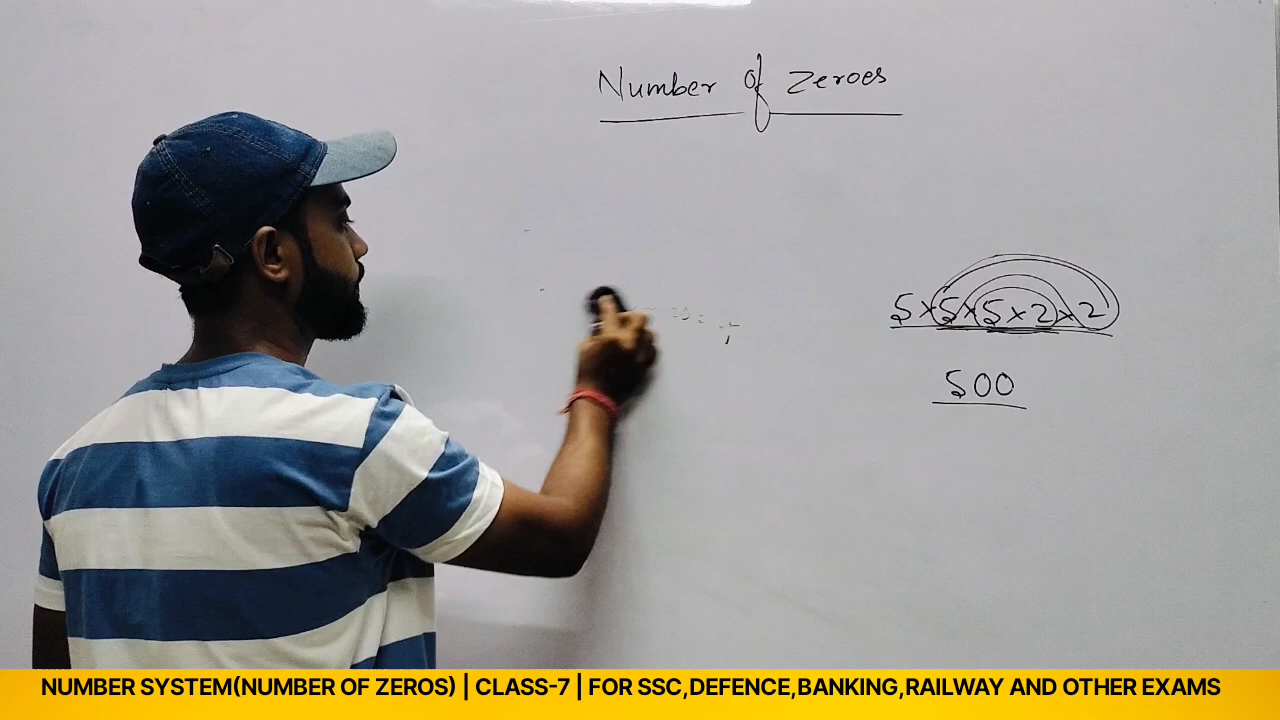 Number of Zeroes
5×5×5×2×2
500
NUMBER SYSTEM(NUMBER OF ZEROS) | CLASS-7 | FOR SSC,DEFENCE,BANKING,RAILWAY AND OTHER EXAMS